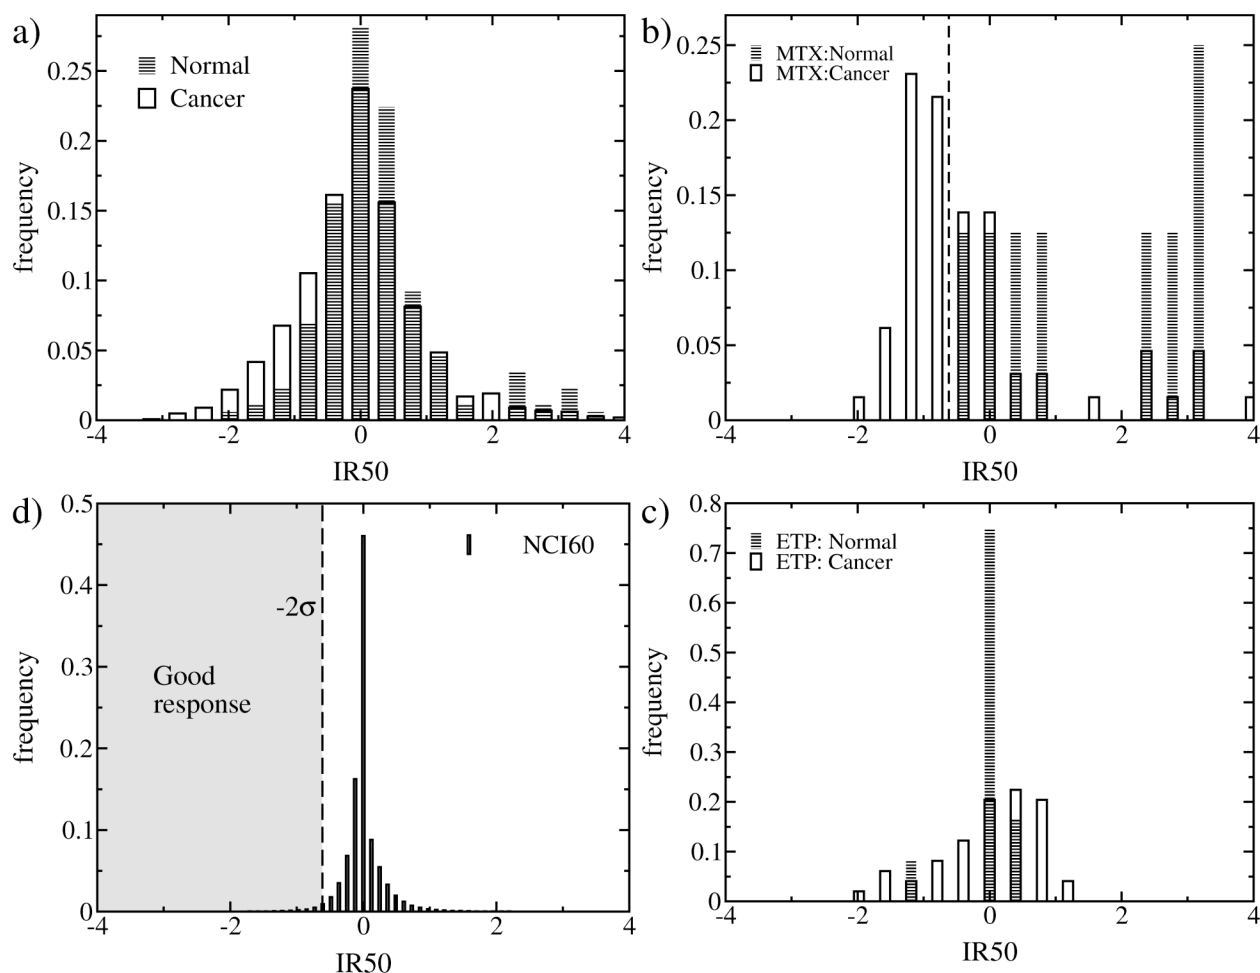 a)
Normal
Cancer
frequency
0.25
0.2
0.15
0.1
0.05
0
-4
-2
0
2
4
IR50
b)
MTX:Normal
MTX:Cancer
frequency
0.25
0.2
0.15
0.1
0.05
0
-4
-2
0
2
4
IR50
d)
NCI60
-2σ
Good
response
frequency
0.5
0.4
0.3
0.2
0.1
0
-4
-2
0
2
4
IR50
c)
ETP: Normal
ETP: Cancer
frequency
0.8
0.7
0.6
0.5
0.4
0.3
0.2
0.1
0
-4
-2
0
2
4
IR50